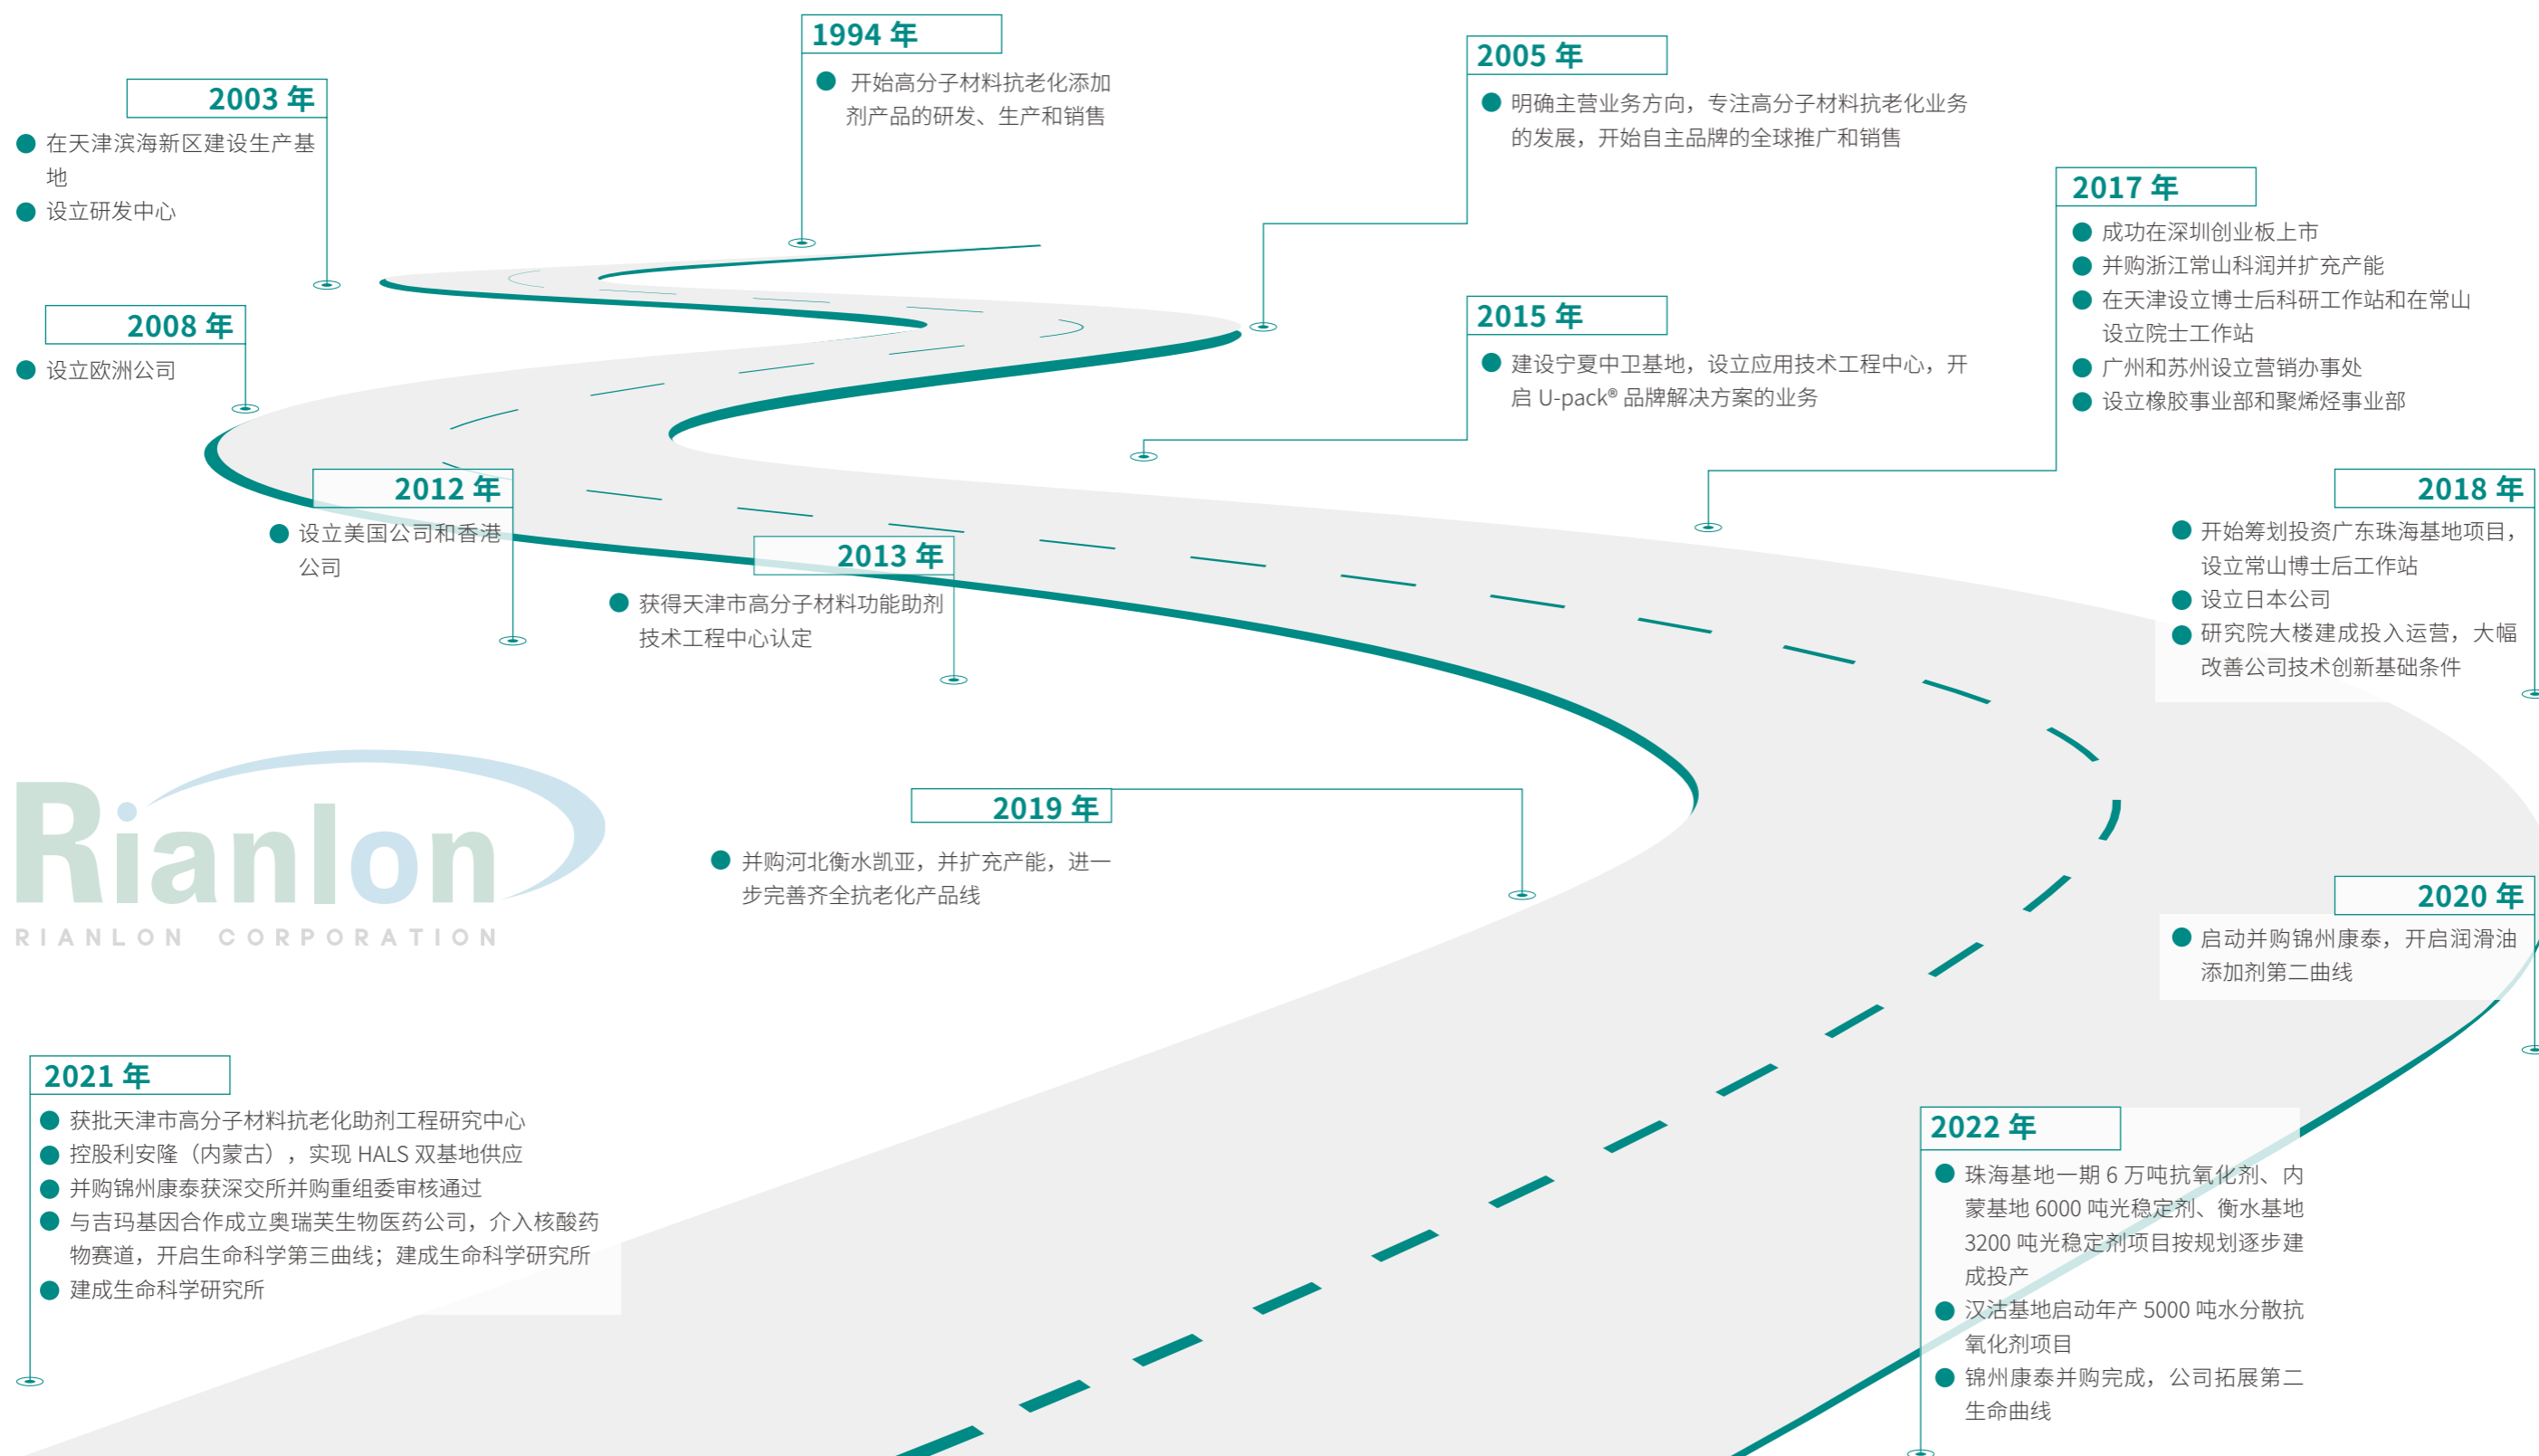 1994 年
开始高分子材料抗老化添加
剂产品的研发、生产和销售
2003 年
在天津滨海新区建设生产基
地
设立研发中心
2005 年
明确主营业务方向，专注高分子材料抗老化业务
的发展，开始自主品牌的全球推广和销售
2008 年
设立欧洲公司
2012 年
设立美国公司和香港
公司
2013 年
获得天津市高分子材料功能助剂
技术工程中心认定
2015 年
建设宁夏中卫基地，设立应用技术工程中心，开
启 U-pack® 品牌解决方案的业务
2017 年
成功在深圳创业板上市
并购浙江常山科润并扩充产能
在天津设立博士后科研工作站和在常山
设立院士工作站
广州和苏州设立营销办事处
设立橡胶事业部和聚烯烃事业部
2018 年
开始筹划投资广东珠海基地项目，
设立常山博士后工作站
设立日本公司
研究院大楼建成投入运营，大幅
改善公司技术创新基础条件
Rianlon
RIANLON CORPORATION
2019 年
并购河北衡水凯亚，并扩充产能，进一
步完善齐全抗老化产品线
2020 年
启动并购锦州康泰，开启润滑油
添加剂第二曲线
2021 年
获批天津市高分子材料抗老化助剂工程研究中心
控股利安隆（内蒙古），实现 HALS 双基地供应
并购锦州康泰获深交所并购重组委审核通过
与吉玛基因合作成立奥瑞芙生物医药公司，介入核酸药
物赛道，开启生命科学第三曲线；建成生命科学研究所
建成生命科学研究所
2022 年
珠海基地一期 6 万吨抗氧化剂、内
蒙基地 6000 吨光稳定剂、衡水基地
3200 吨光稳定剂项目按规划逐步建
成投产
汉沽基地启动年产 5000 吨水分散抗
氧化剂项目
锦州康泰并购完成，公司拓展第二
生命曲线